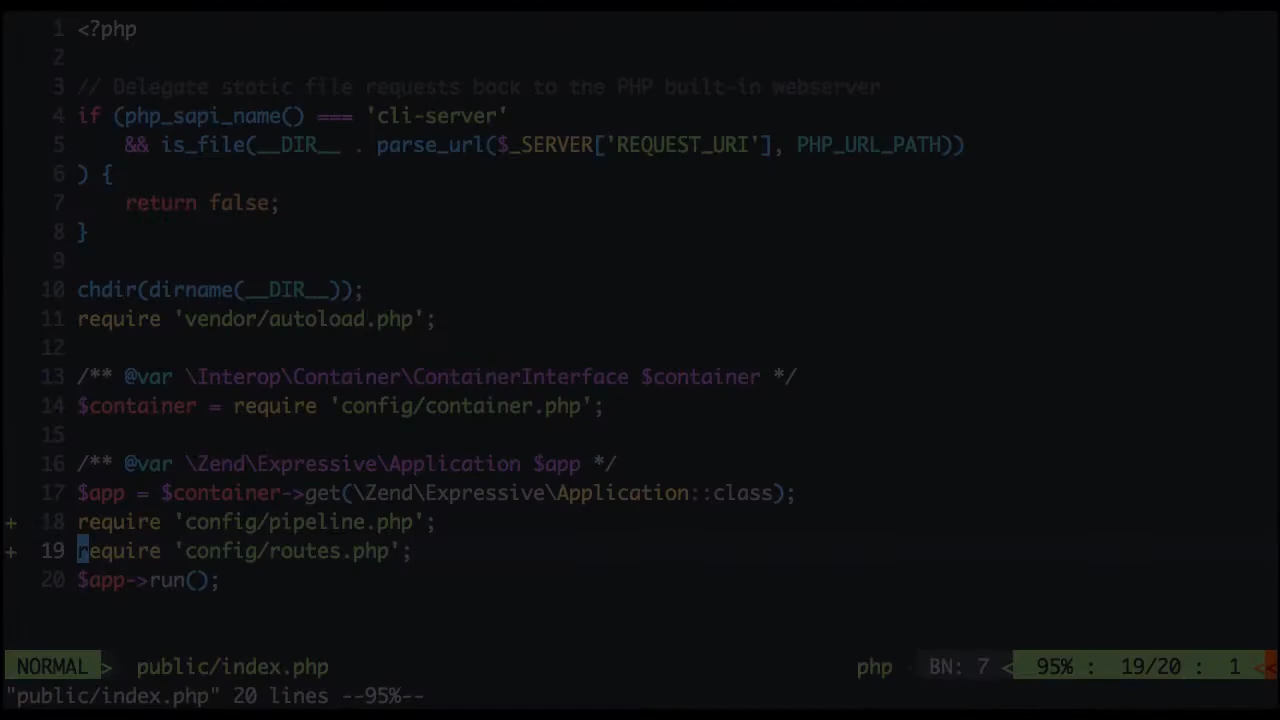 1 <?php
2
3 // Delegate static file requests back to the PHP built-in webserver
4 if (php_sapi_name() === 'cli-server'
5     && is_file(__DIR__ . parse_url($_SERVER['REQUEST_URI'], PHP_URL_PATH))
6 ) {
7     return false;
8 }
9
10 chdir(dirname(__DIR__));
11 require 'vendor/autoload.php';
12
13 /** @var \Interop\Container\ContainerInterface $container */
14 $container = require 'config/container.php';
15
16 /** @var \Zend\Expressive\Application $app */
17 $app = $container->get(\Zend\Expressive\Application::class);
+ 18 require 'config/pipeline.php';
+ 19 require 'config/routes.php';
20 $app->run();
NORMAL > public/index.php php BN: 7 < 95% : 19/20 : 1 <<
"public/index.php" 20 lines --95%--